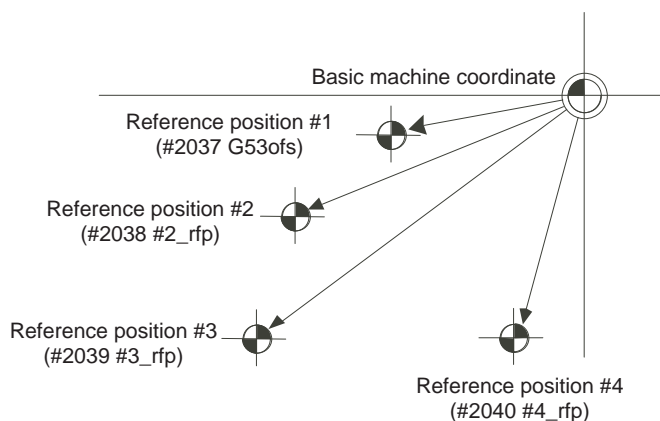 Basic machine coordinate
Reference position #1
(#2037 G53ofs)
Reference position #2
(#2038 #2_rfp)
Reference position #3
(#2039 #3_rfp)
Reference position #4
(#2040 #4_rfp)